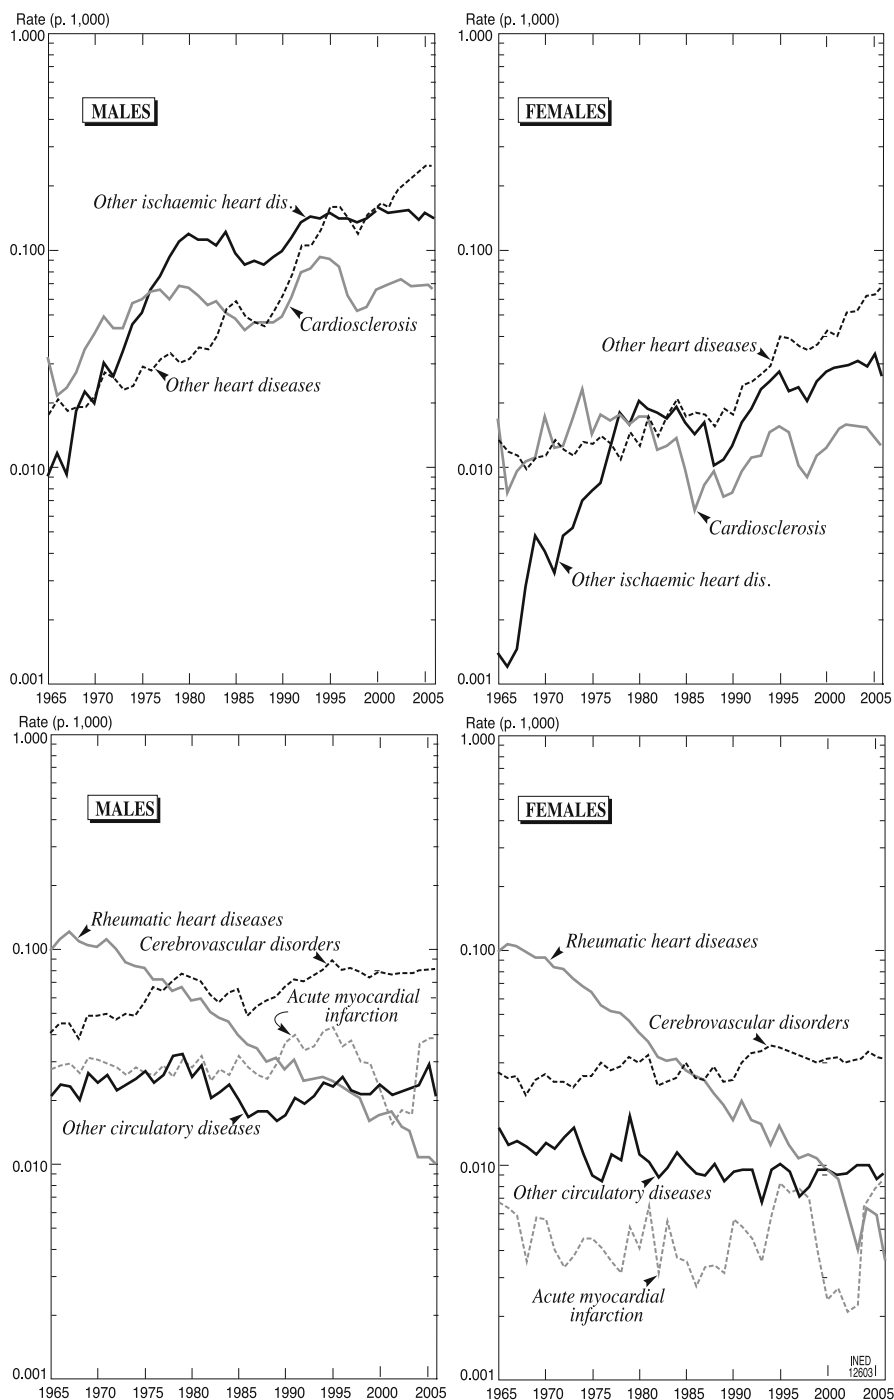 Rate (p. 1,000)
1.000
0.100
0.010
0.001
MALES
Other ischaemic heart dis.
Cardiosclerosis
Other heart diseases
1965 1970 1975 1980 1985 1990 1995 2000 2005
Rate (p. 1,000)
1.000
0.100
0.010
0.001
FEMALES
Other heart diseases
Cardiosclerosis
Other ischaemic heart dis.
1965 1970 1975 1980 1985 1990 1995 2000 2005
Rate (p. 1,000)
1.000
0.100
0.010
0.001
MALES
Rheumatic heart diseases
Cerebrovascular disorders
Acute myocardial
infarction
Other circulatory diseases
1965 1970 1975 1980 1985 1990 1995 2000 2005
Rate (p. 1,000)
1.000
0.100
0.010
0.001
FEMALES
Rheumatic heart diseases
Cerebrovascular disorders
Other circulatory diseases
Acute myocardial
infarction
INED
12603
1965 1970 1975 1980 1985 1990 1995 2000 2005